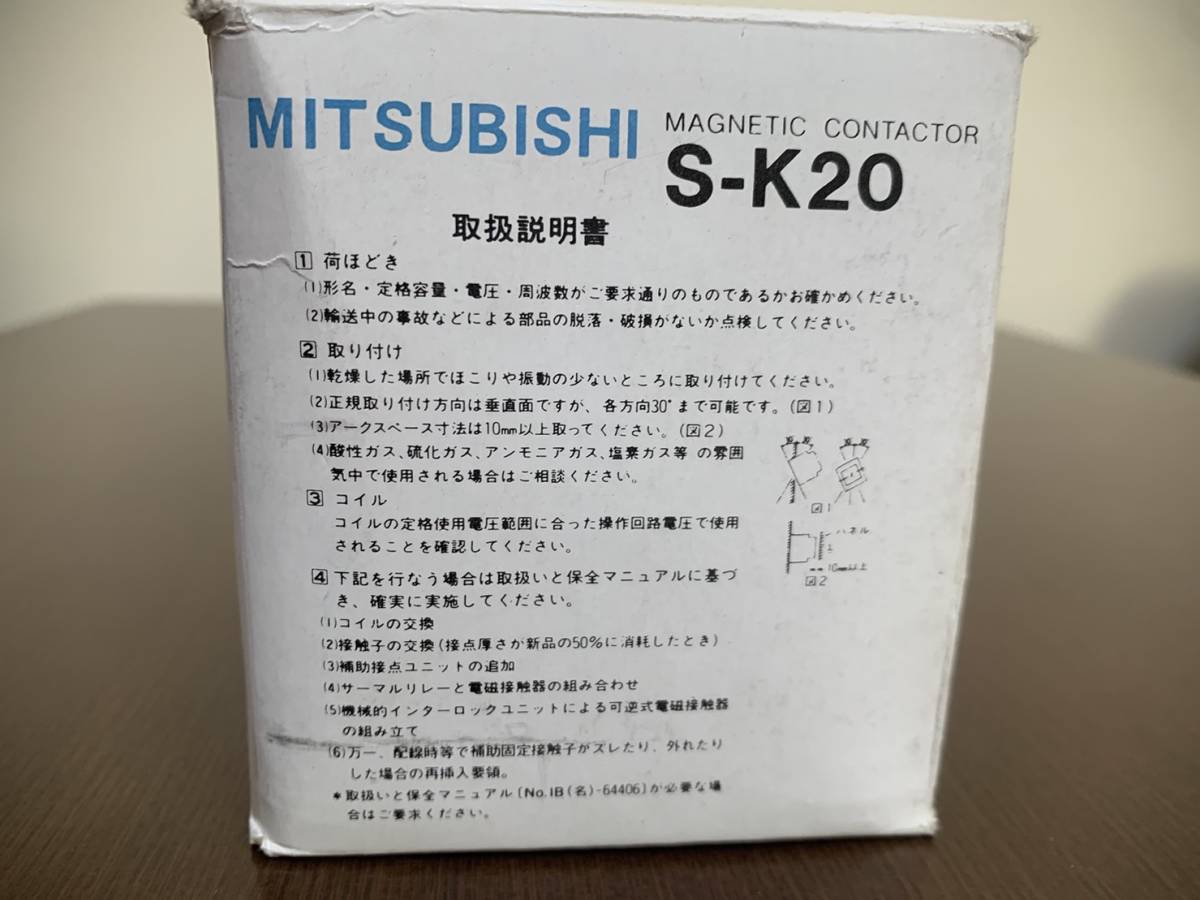 MITSUBISHI MAGNETIC CONTACTOR
S-K20
取扱説明書
1 荷ほどき
(1)形名・定格容量・電圧・周波数がご要求通りのものであるかお確かめください。
(2)輸送中の事故などによる部品の脱落・破損がないか点検してください。
2 取り付け
(1)乾燥した場所でほこりや振動の少ないところに取り付けてください。
(2)正規取り付け方向は垂直面ですが、各方向30°まで可能です。(図1)
(3)アークスペース寸法は10mm以上取ってください。(図2)
(4)酸性ガス、硫化ガス、アンモニアガス、塩素ガス等 の雰囲
気中で使用される場合はご相談ください。
3 コイル
コイルの定格使用電圧範囲に合った操作回路電圧で使用
されることを確認してください。
4 下記を行なう場合は取扱いと保全マニュアルに基づ
き、確実に実施してください。
(1)コイルの交換
(2)接触子の交換(接点厚さが新品の50%に消耗したとき)
(3)補助接点ユニットの追加
(4)サーマルリレーと電磁接触器の組み合わせ
(5)機械的インターロックユニットによる可逆式電磁接触器
の組み立て
(6)万一、配線時等で補助固定接触子がズレたり、外れたり
した場合の再挿入要領。
*取扱いと保全マニュアル(No.IB(名)-64406)が必要な場
合はご要求ください。
図1
パネル
10mm以上
図2